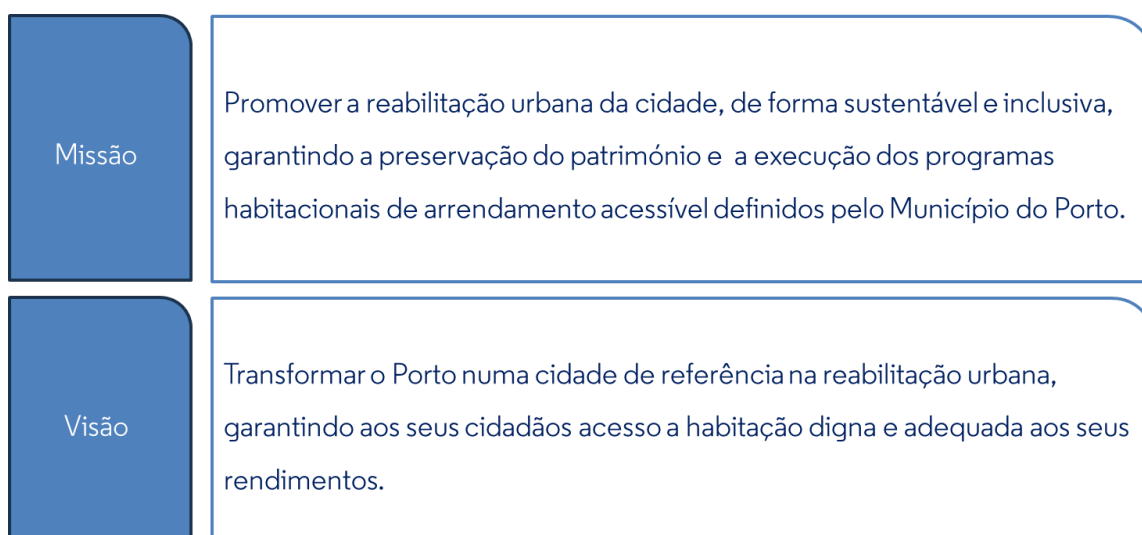 Missão
Promover a reabilitação urbana da cidade, de forma sustentável e inclusiva,
garantindo a preservação do património e a execução dos programas
habitacionais de arrendamento acessível definidos pelo Município do Porto.
Visão
Transformar o Porto numa cidade de referência na reabilitação urbana,
garantindo aos seus cidadãos acesso a habitação digna e adequada aos seus
rendimentos.